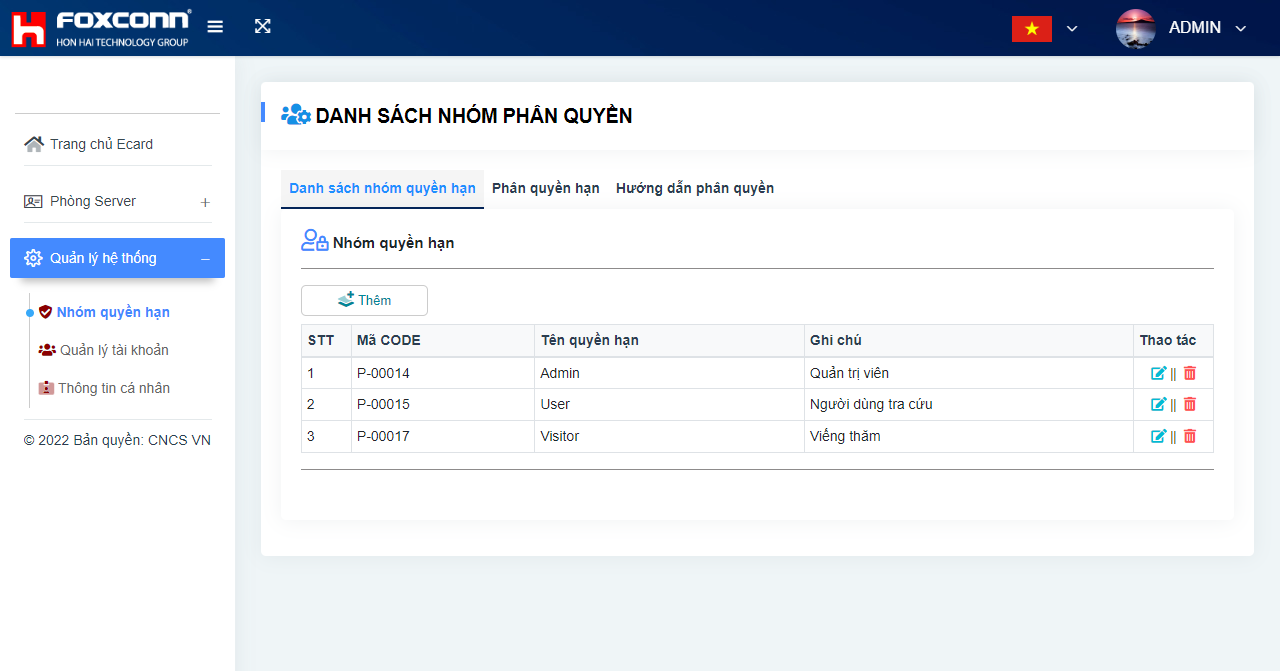 FOXCONN®
HON HAI TECHNOLOGY GROUP
ADMIN
Trang chủ Ecard
Phòng Server +
Quản lý hệ thống –
Nhóm quyền hạn
Quản lý tài khoản
Thông tin cá nhân
© 2022 Bản quyền: CNCS VN
DANH SÁCH NHÓM PHÂN QUYỀN
Danh sách nhóm quyền hạn Phân quyền hạn Hướng dẫn phân quyền
Nhóm quyền hạn
Thêm
STT Mã CODE Tên quyền hạn Ghi chú Thao tác
1 P-00014 Admin Quản trị viên ||
2 P-00015 User Người dùng tra cứu ||
3 P-00017 Visitor Viếng thăm ||